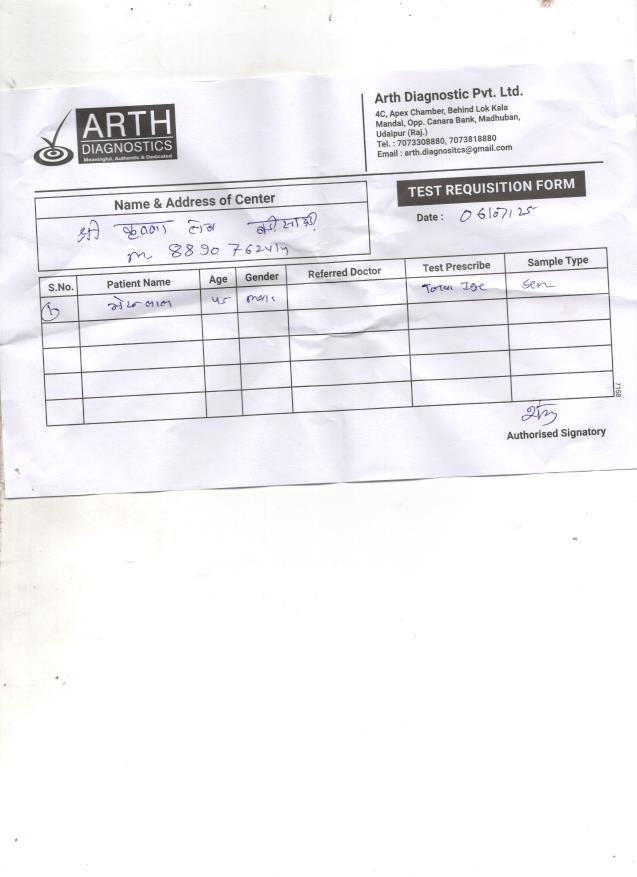 ARTH
DIAGNOSTICS
Meaningful, Authentic & Dedicated
Arth Diagnostic Pvt. Ltd.
4C, Apex Chamber, Behind Lok Kala
Mandal, Opp. Canara Bank, Madhuban,
Udaipur (Raj.)
Tel. : 7073308880, 7073818880
Email : arth.diagnositcs@gmail.com
Name & Address of Center
श्री कृष्णा लेब बड़ी सादड़ी
m 8890762414
TEST REQUISITION FORM
Date : 06/07/25
S.No. Patient Name Age Gender Referred Doctor Test Prescribe Sample Type
1 45 Male Total IgE
7158
Authorised Signatory